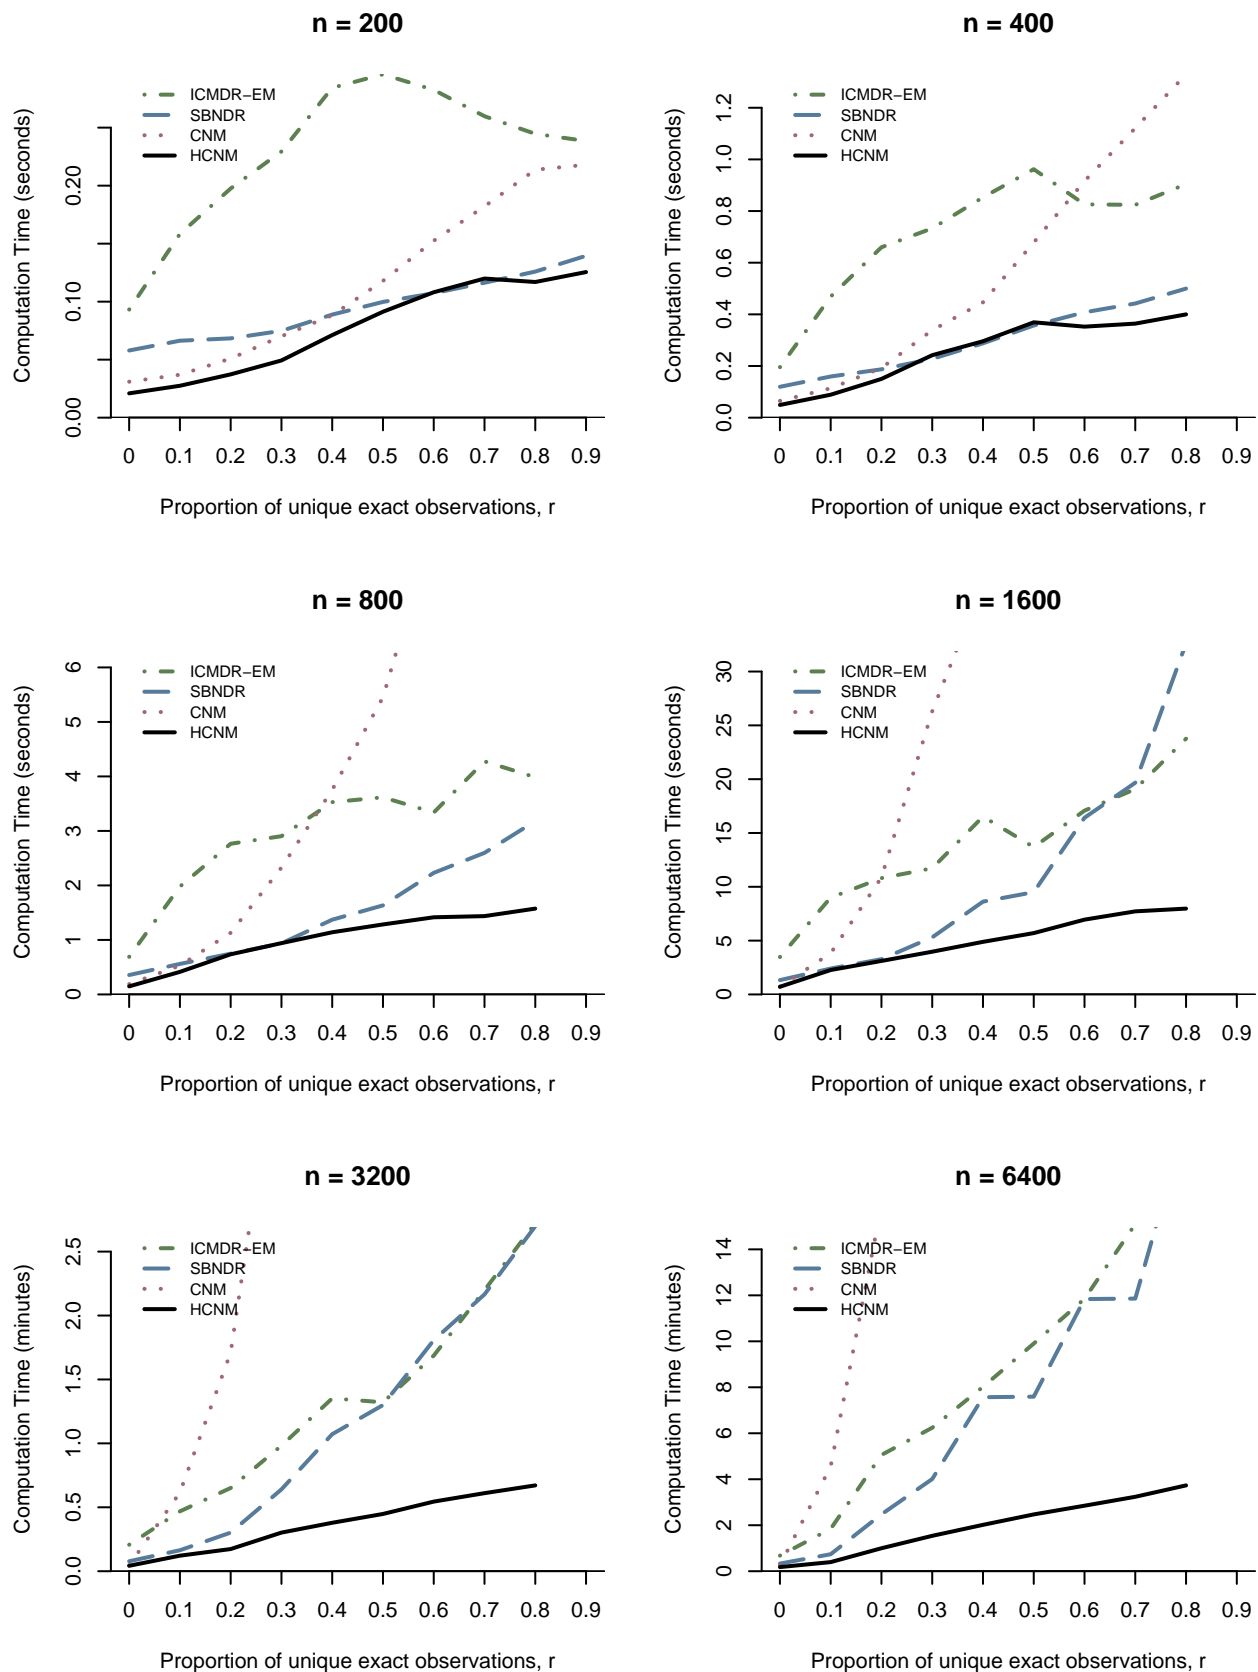 n = 200
ICMDR−EM
SBNDR
CNM
HCNM
Computation Time (seconds)
0.00
0.10
0.20
0 0.1 0.2 0.3 0.4 0.5 0.6 0.7 0.8 0.9
Proportion of unique exact observations, r
n = 400
ICMDR−EM
SBNDR
CNM
HCNM
Computation Time (seconds)
0.0 0.2 0.4 0.6 0.8 1.0 1.2
0 0.1 0.2 0.3 0.4 0.5 0.6 0.7 0.8 0.9
Proportion of unique exact observations, r
n = 800
ICMDR−EM
SBNDR
CNM
HCNM
Computation Time (seconds)
0 1 2 3 4 5 6
0 0.1 0.2 0.3 0.4 0.5 0.6 0.7 0.8 0.9
Proportion of unique exact observations, r
n = 1600
ICMDR−EM
SBNDR
CNM
HCNM
Computation Time (seconds)
0 5 10 15 20 25 30
0 0.1 0.2 0.3 0.4 0.5 0.6 0.7 0.8 0.9
Proportion of unique exact observations, r
n = 3200
ICMDR−EM
SBNDR
CNM
HCNM
Computation Time (minutes)
0.0 0.5 1.0 1.5 2.0 2.5
0 0.1 0.2 0.3 0.4 0.5 0.6 0.7 0.8 0.9
Proportion of unique exact observations, r
n = 6400
ICMDR−EM
SBNDR
CNM
HCNM
Computation Time (minutes)
0 2 4 6 8 10 12 14
0 0.1 0.2 0.3 0.4 0.5 0.6 0.7 0.8 0.9
Proportion of unique exact observations, r